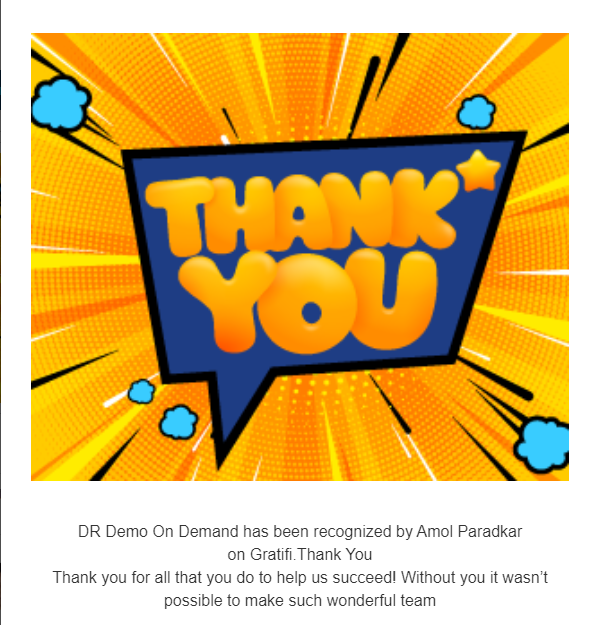 THANK
YOU
DR Demo On Demand has been recognized by Amol Paradkar
on Gratifi.Thank You
Thank you for all that you do to help us succeed! Without you it wasn’t
possible to make such wonderful team